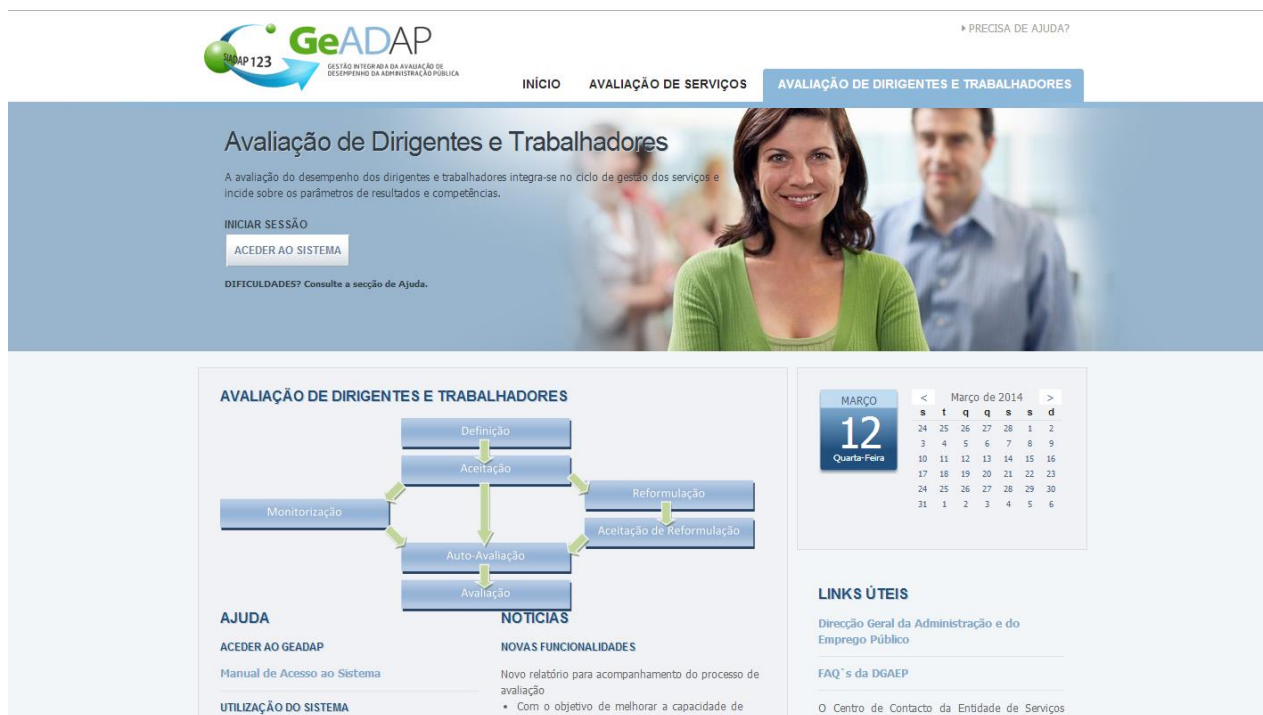 SIADAP 123
GeADAP
GESTÃO INTEGRADA DA AVALIAÇÃO DE
DESEMPENHO DA ADMINISTRAÇÃO PÚBLICA
PRECISA DE AJUDA?
INÍCIO AVALIAÇÃO DE SERVIÇOS AVALIAÇÃO DE DIRIGENTES E TRABALHADORES
Avaliação de Dirigentes e Trabalhadores
A avaliação do desempenho dos dirigentes e trabalhadores integra-se no ciclo de gestão dos serviços e
incide sobre os parâmetros de resultados e competências.
INICIAR SESSÃO
ACEDER AO SISTEMA
DIFICULDADES? Consulte a secção de Ajuda.
AVALIAÇÃO DE DIRIGENTES E TRABALHADORES
Definição
Aceitação
Reformulação
Monitorização
Aceitação de Reformulação
Auto-Avaliação
Avaliação
MARÇO
12
Quarta-Feira
< Março de 2014 >
s t q q s s d
24 25 26 27 28 1 2
3 4 5 6 7 8 9
10 11 12 13 14 15 16
17 18 19 20 21 22 23
24 25 26 27 28 29 30
31 1 2 3 4 5 6
AJUDA
ACEDER AO GEADAP
Manual de Acesso ao Sistema
UTILIZAÇÃO DO SISTEMA
NOTÍCIAS
NOVAS FUNCIONALIDADES
Novo relatório para acompanhamento do processo de
avaliação
• Com o objetivo de melhorar a capacidade de
LINKS ÚTEIS
Direcção Geral da Administração e do
Emprego Público
FAQ`s da DGAEP
O Centro de Contacto da Entidade de Serviços